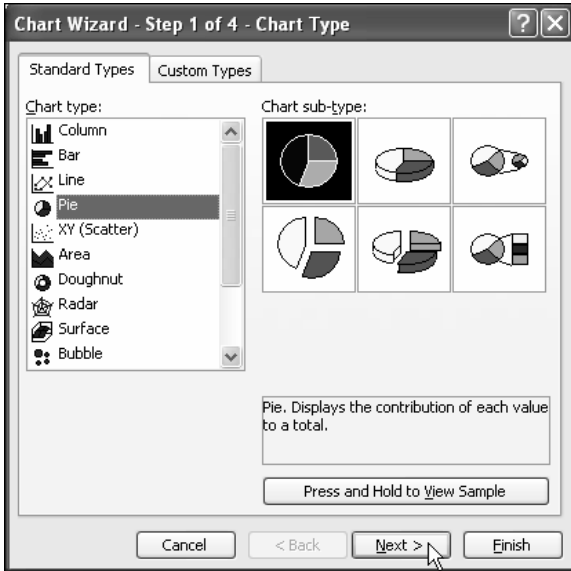 Chart Wizard - Step 1 of 4 - Chart Type
Standard Types
Custom Types
Chart type:
Column
Bar
Line
Pie
XY (Scatter)
Area
Doughnut
Radar
Surface
Bubble
Chart sub-type:
Pie. Displays the contribution of each value
to a total.
Press and Hold to View Sample
Cancel
< Back
Next >
Finish